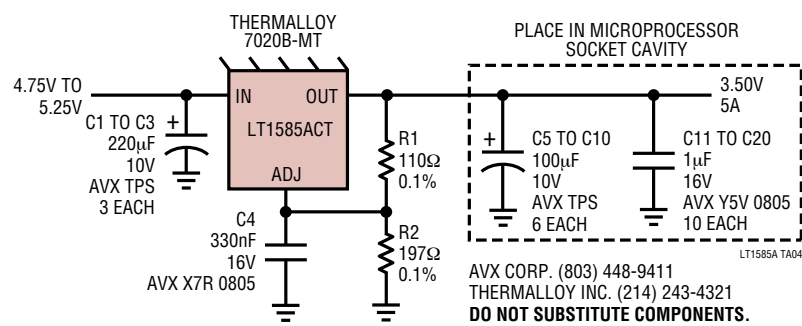 THERMALLOY
7020B-MT
PLACE IN MICROPROCESSOR
SOCKET CAVITY
4.75V TO
5.25V
IN
OUT
LT1585ACT
ADJ
3.50V
5A
C1 TO C3
220µF
10V
AVX TPS
3 EACH
+
R1
110Ω
0.1%
+
C5 TO C10
100µF
10V
AVX TPS
6 EACH
C11 TO C20
1µF
16V
AVX Y5V 0805
10 EACH
C4
330nF
16V
AVX X7R 0805
R2
197Ω
0.1%
LT1585A TA04
AVX CORP. (803) 448-9411
THERMALLOY INC. (214) 243-4321
DO NOT SUBSTITUTE COMPONENTS.